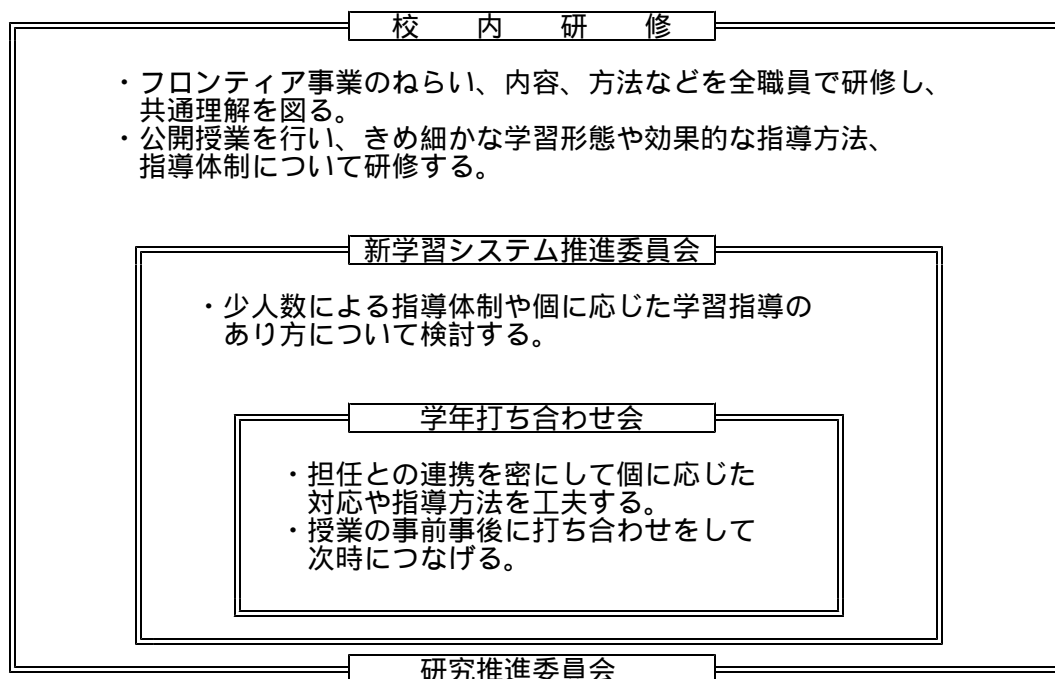 校内研修
・フロンティア事業のねらい、内容、方法などを全職員で研修し、
共通理解を図る。
・公開授業を行い、きめ細かな学習形態や効果的な指導方法、
指導体制について研修する。
新学習システム推進委員会
・少人数による指導体制や個に応じた学習指導の
あり方について検討する。
学年打ち合わせ会
・担任との連携を密にして個に応じた
対応や指導方法を工夫する。
・授業の事前事後に打ち合わせをして
次時につなげる。
研究推進委員会